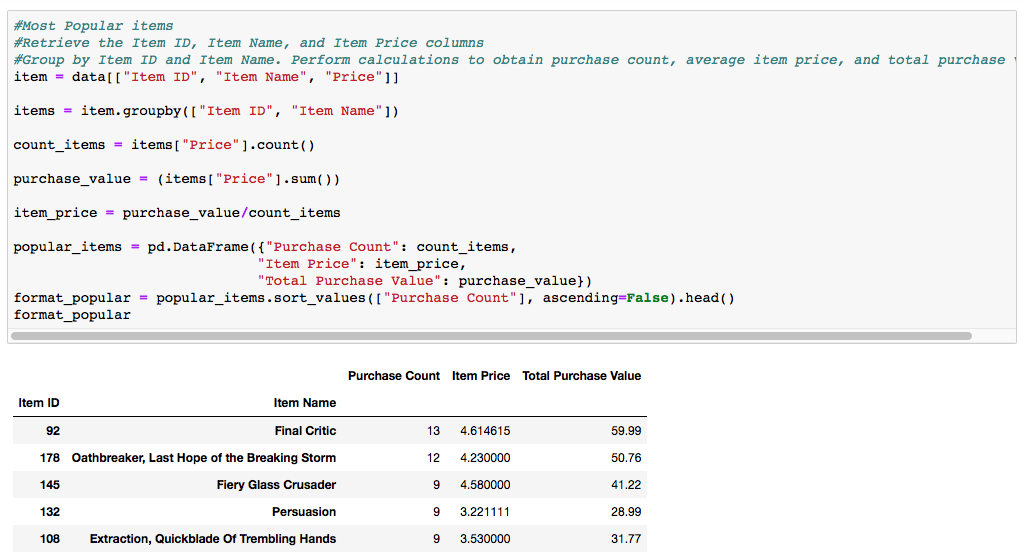 #Most Popular items
#Retrieve the Item ID, Item Name, and Item Price columns
#Group by Item ID and Item Name. Perform calculations to obtain purchase count, average item price, and total purchase
item = data[["Item ID", "Item Name", "Price"]]
items = item.groupby(["Item ID", "Item Name"])
count_items = items["Price"].count()
purchase_value = (items["Price"].sum())
item_price = purchase_value/count_items
popular_items = pd.DataFrame({"Purchase Count": count_items,
"Item Price": item_price,
"Total Purchase Value": purchase_value})
format_popular = popular_items.sort_values(["Purchase Count"], ascending=False).head()
format_popular
Purchase Count Item Price Total Purchase Value
Item ID Item Name
92 Final Critic 13 4.614615 59.99
178 Oathbreaker, Last Hope of the Breaking Storm 12 4.230000 50.76
145 Fiery Glass Crusader 9 4.580000 41.22
132 Persuasion 9 3.221111 28.99
108 Extraction, Quickblade Of Trembling Hands 9 3.530000 31.77